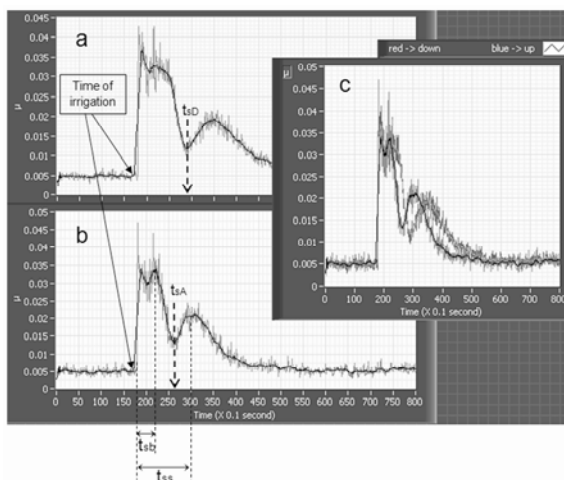 a
0.045
0.04
0.035
0.03
0.025
0.02
0.015
0.01
0.005
0
μ
Time of
irrigation
tsD
b
0.05
0.045
0.04
0.035
0.03
0.025
0.02
0.015
0.01
0.005
0
μ
tsA
0 50 100 150 200 250 300 350 400 450 500 550 600 650 700 750 800
Time (X 0.1 second)
tsb
tss
red -> down blue -> up
c
μ
0.05
0.045
0.04
0.035
0.03
0.025
0.02
0.015
0.01
0.005
0
0 100 200 300 400 500 600 700 800
Time (X 0.1 second)